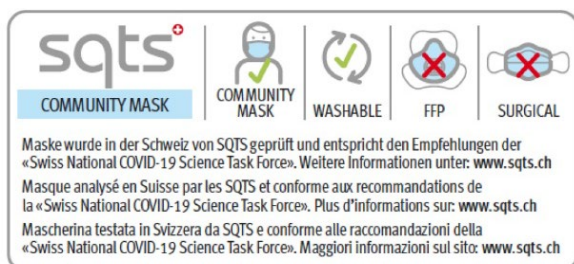 sqts
COMMUNITY MASK
COMMUNITY
MASK
WASHABLE
FFP
SURGICAL
Maske wurde in der Schweiz von SQTS geprüft und entspricht den Empfehlungen der
«Swiss National COVID-19 Science Task Force». Weitere Informationen unter: www.sqts.ch
Masque analysé en Suisse par les SQTS et conforme aux recommandations de
la «Swiss National COVID-19 Science Task Force». Plus d'informations sur: www.sqts.ch
Mascherina testata in Svizzera da SQTS e conforme alle raccomandazioni della
«Swiss National COVID-19 Science Task Force». Maggiori informazioni sul sito: www.sqts.ch